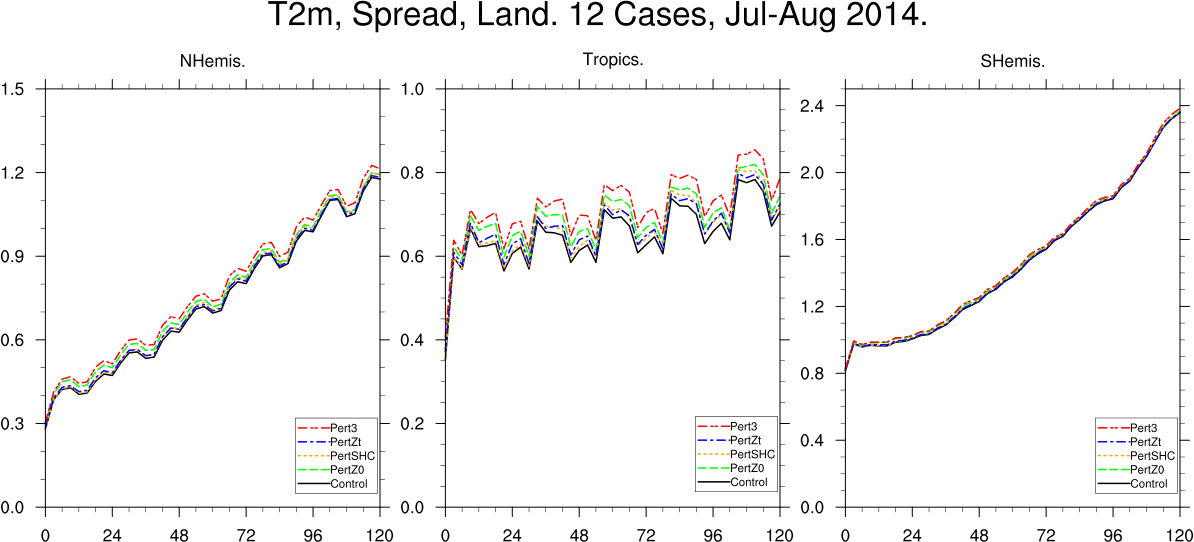 T2m, Spread, Land. 12 Cases, Jul-Aug 2014.
NHemis.
1.5
1.2
0.9
0.6
0.3
0.0
0 24 48 72 96 120
Pert3
PertZt
PertSHC
PertZ0
Control
Tropics.
1.0
0.8
0.6
0.4
0.2
0.0
0 24 48 72 96 120
Pert3
PertZt
PertSHC
PertZ0
Control
SHemis.
2.4
2.0
1.6
1.2
0.8
0.4
0.0
0 24 48 72 96 120
Pert3
PertZt
PertSHC
PertZ0
Control